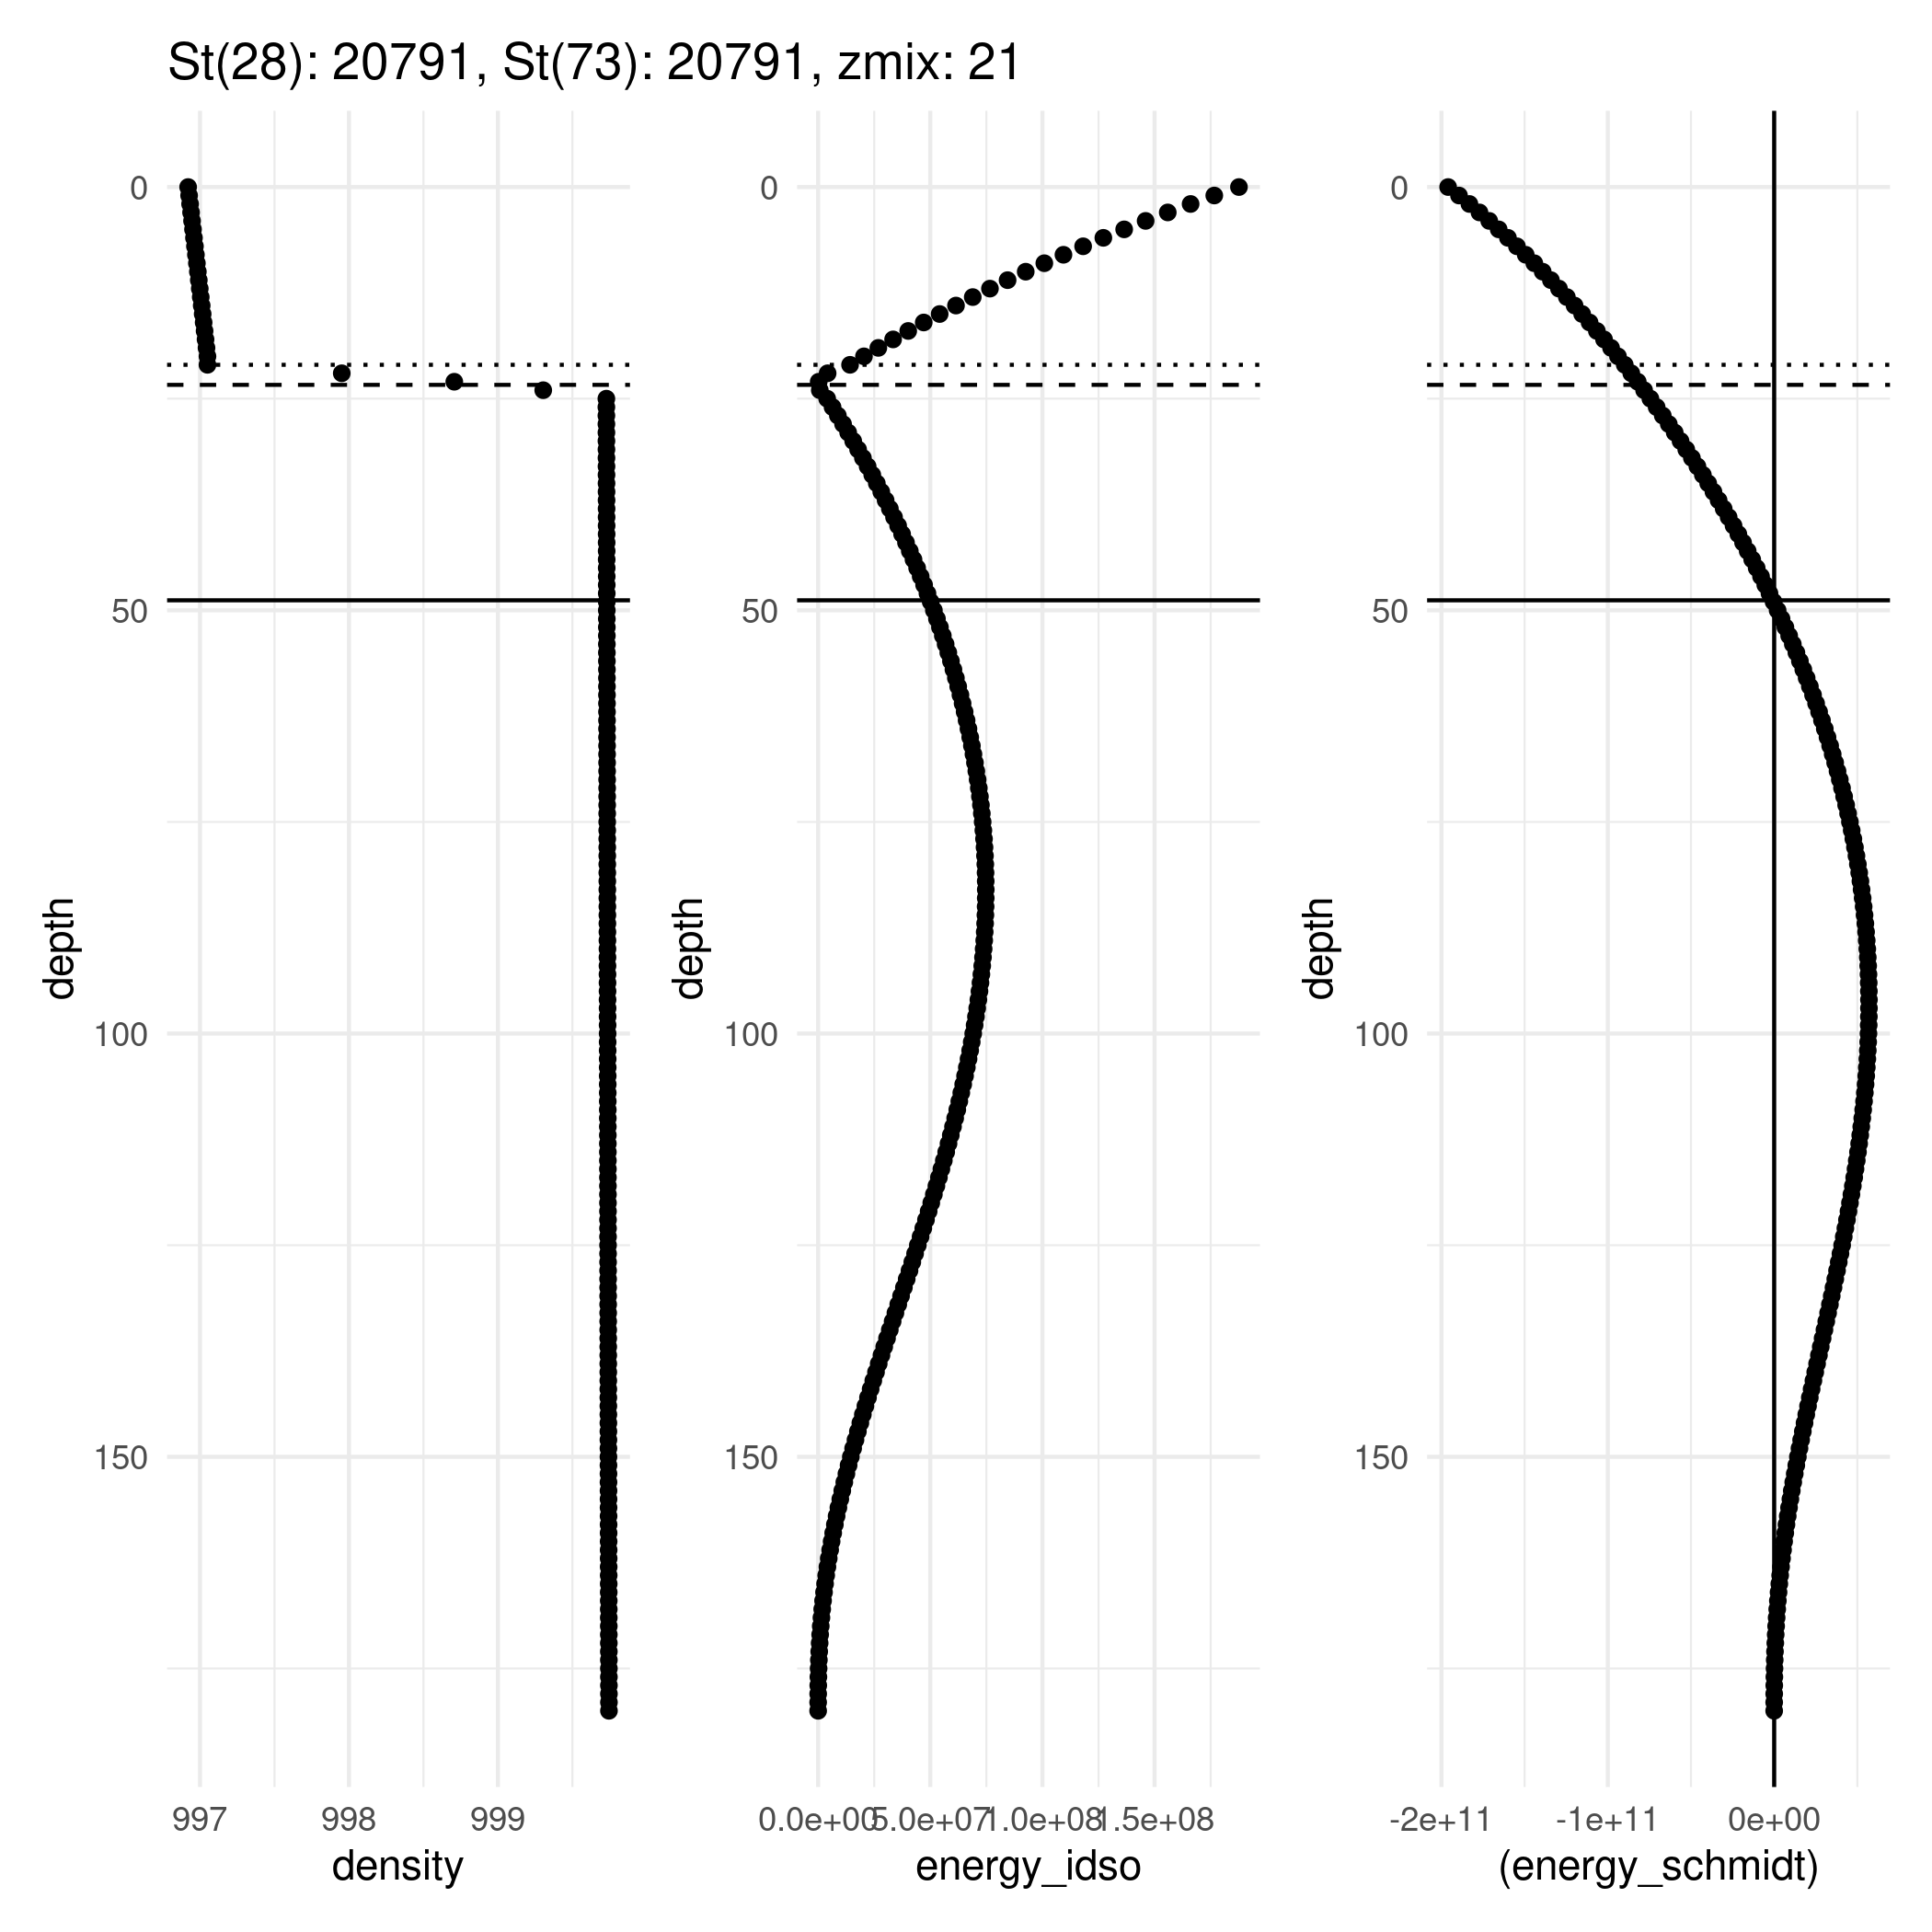 St(28): 20791, St(73): 20791, zmix: 21
depth
0
50
100
150
997 998 999
density
depth
0
50
100
150
0.0e+00 5.0e+07 1.0e+08 1.5e+08
energy_idso
depth
0
50
100
150
-2e+11 -1e+11 0e+00
(energy_schmidt)